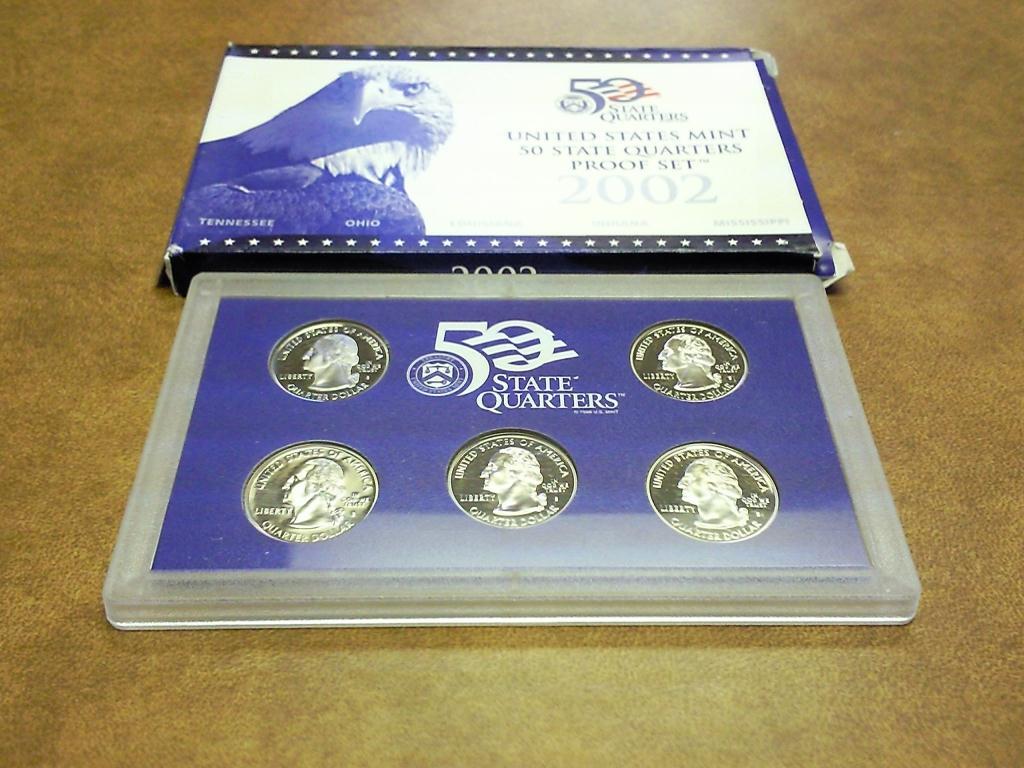 50
STATE
QUARTERS
UNITED STATES MINT
50 STATE QUARTERS
PROOF SET™
2002
TENNESSEE OHIO LOUISIANA INDIANA MISSISSIPPI
2002
50
STATE
QUARTERS™
UNITED STATES OF AMERICA
LIBERTY
IN GOD WE TRUST
S
QUARTER DOLLAR
UNITED STATES OF AMERICA
LIBERTY
IN GOD WE TRUST
S
QUARTER DOLLAR
UNITED STATES OF AMERICA
LIBERTY
IN GOD WE TRUST
S
QUARTER DOLLAR
UNITED STATES OF AMERICA
LIBERTY
IN GOD WE TRUST
S
QUARTER DOLLAR
UNITED STATES OF AMERICA
LIBERTY
IN GOD WE TRUST
S
QUARTER DOLLAR